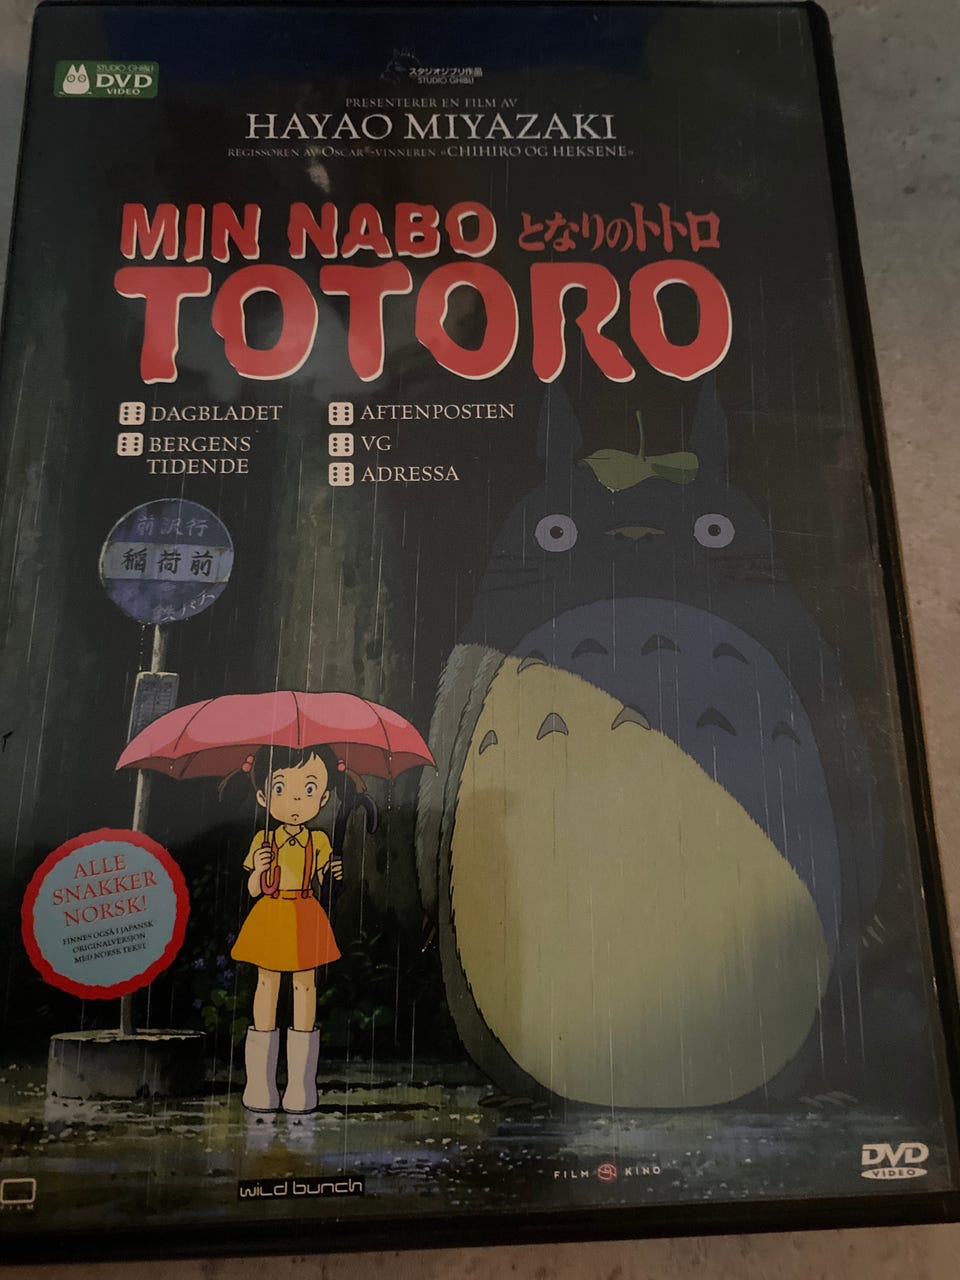 STUDIO GHIBLI
DVD
VIDEO
スタジオジブリ作品
STUDIO GHIBLI
PRESENTERER EN FILM AV
HAYAO MIYAZAKI
REGISSØREN AV OSCAR®-VINNEREN «CHIHIRO OG HEKSENE»
MIN NABO となりのトトロ
TOTORO
DAGBLADET
BERGENS
TIDENDE
AFTENPOSTEN
VG
ADRESSA
前沢行
稲荷前
ALLE
SNAKKER
NORSK!
FINNES OGSÅ I JAPANSK
ORIGINALVERSJON
MED NORSK TEKST.
wild bunch
FILM KINO
DVD
VIDEO